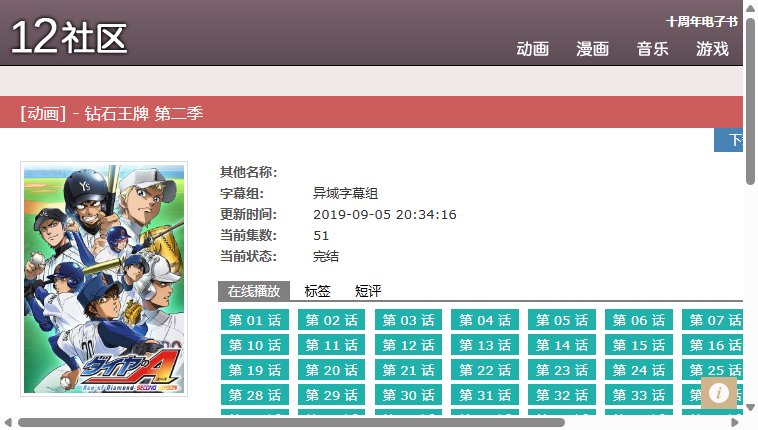 12社区
十周年电子书
动画 漫画 音乐 游戏
[动画] - 钻石王牌 第二季
其他名称:
字幕组: 异域字幕组
更新时间: 2019-09-05 20:34:16
当前集数: 51
当前状态: 完结
ダイヤのA
Ace of Diamond SECOND SEASON
在线播放 标签 短评
第 01 话 第 02 话 第 03 话 第 04 话 第 05 话 第 06 话 第 07 话
第 10 话 第 11 话 第 12 话 第 13 话 第 14 话 第 15 话 第 16 话
第 19 话 第 20 话 第 21 话 第 22 话 第 23 话 第 24 话 第 25 话
第 28 话 第 29 话 第 30 话 第 31 话 第 32 话 第 33 话